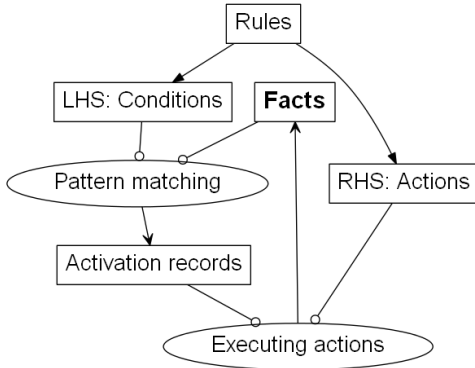 Rules
LHS: Conditions
Facts
Pattern matching
RHS: Actions
Activation records
Executing actions